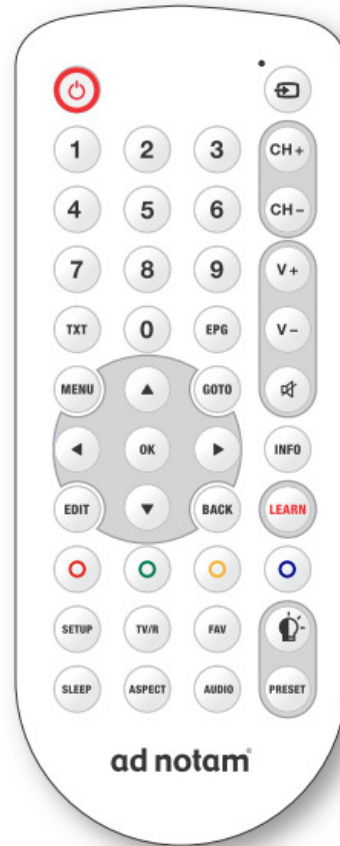 1 2 3 CH+
4 5 6 CH-
7 8 9 V+
TXT 0 EPG V-
MENU GOTO
OK INFO
EDIT BACK LEARN
SETUP TV/R FAV
SLEEP ASPECT AUDIO PRESET
ad notam®